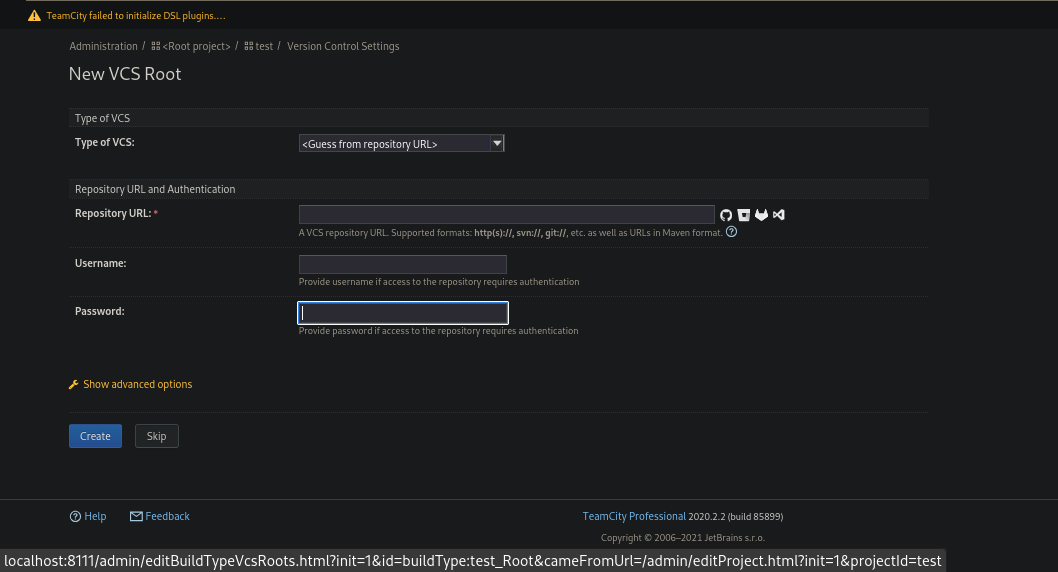 TeamCity failed to initialize DSL plugins....
Administration / <Root project> / test / Version Control Settings
New VCS Root
Type of VCS
Type of VCS: <Guess from repository URL>
Repository URL and Authentication
Repository URL: *
A VCS repository URL. Supported formats: http(s)://, svn://, git://, etc. as well as URLs in Maven format.
Username:
Provide username if access to the repository requires authentication
Password:
Provide password if access to the repository requires authentication
Show advanced options
Create Skip
Help Feedback TeamCity Professional 2020.2.2 (build 85899)
Copyright © 2006–2021 JetBrains s.r.o.
localhost:8111/admin/editBuildTypeVcsRoots.html?init=1&id=buildType:test_Root&cameFromUrl=/admin/editProject.html?init=1&projectId=test